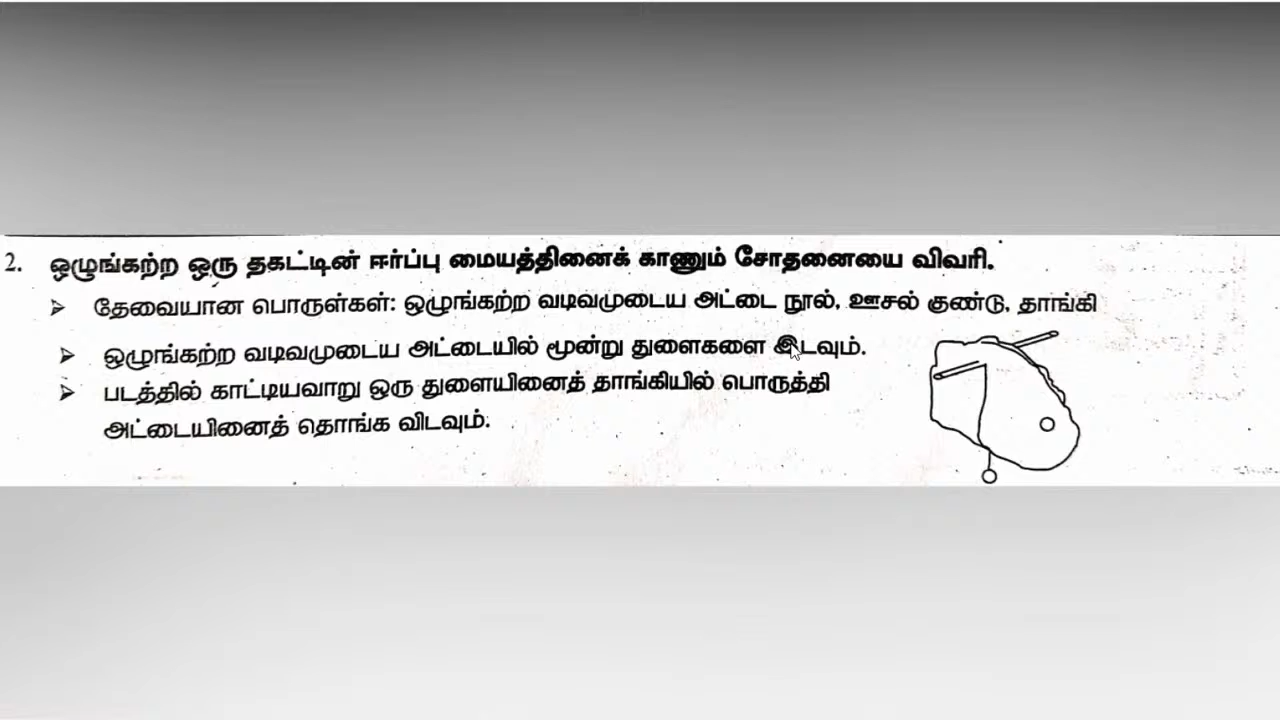 2. ஒழுங்கற்ற ஒரு தகட்டின் ஈர்ப்பு மையத்தினைக் காணும் சோதனையை விவரி.
➢ தேவையான பொருள்கள்: ஒழுங்கற்ற வடிவமுடைய அட்டை நூல், ஊசல் குண்டு, தாங்கி
➢ ஒழுங்கற்ற வடிவமுடைய அட்டையில் மூன்று துளைகளை இடவும்.
➢ படத்தில் காட்டியவாறு ஒரு துளையினைத் தாங்கியில் பொருத்தி
அட்டையினைத் தொங்க விடவும்.